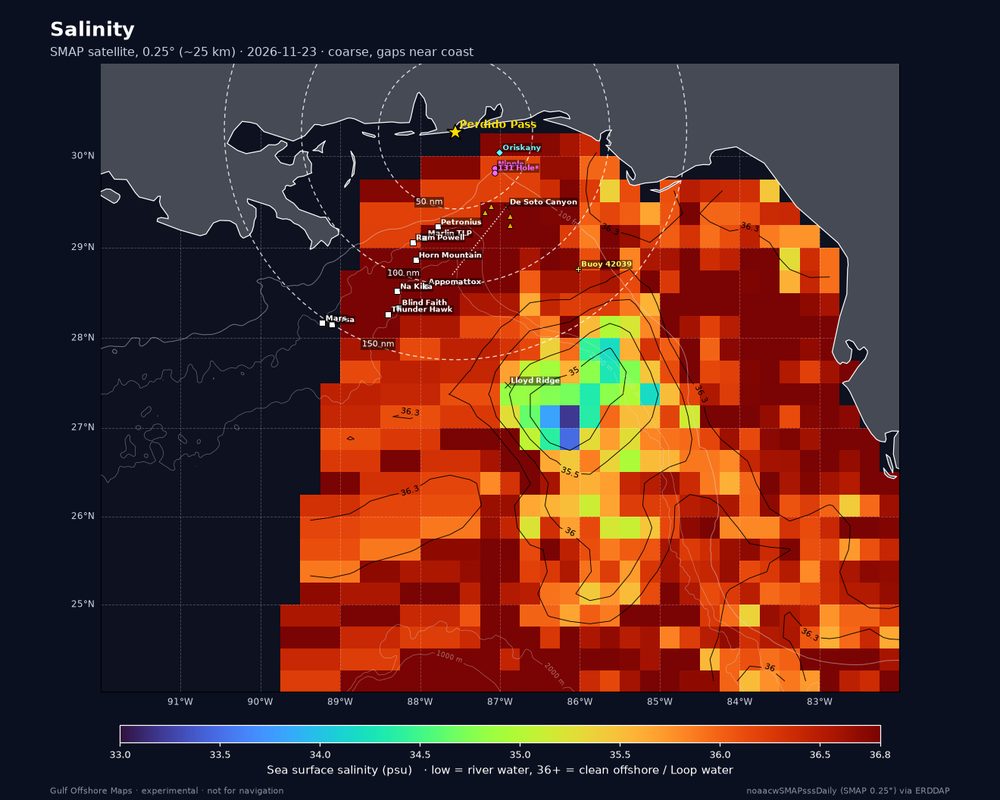 Salinity
SMAP satellite, 0.25° (~25 km) · 2026-11-23 · coarse, gaps near coast
Perdido Pass
Oriskany
Nipple
131 Hole*
50 nm
De Soto Canyon
100 m
Petronius
Marlin TLP
Ram Powell
36.3
36.3
Horn Mountain
Buoy 42039
100 nm
Appomattox
Na Kika
Blind Faith
Thunder Hawk
Mars
150 nm
35
Lloyd Ridge
36.3
36.3
35.5
36.3
36
36.3
36
1000 m
2000 m
30°N
29°N
28°N
27°N
26°N
25°N
91°W
90°W
89°W
88°W
87°W
86°W
85°W
84°W
83°W
33.0
33.5
34.0
34.5
35.0
35.5
36.0
36.5
36.8
Sea surface salinity (psu) · low = river water, 36+ = clean offshore / Loop water
Gulf Offshore Maps · experimental · not for navigation
noaacwSMAPsssDaily (SMAP 0.25°) via ERDDAP